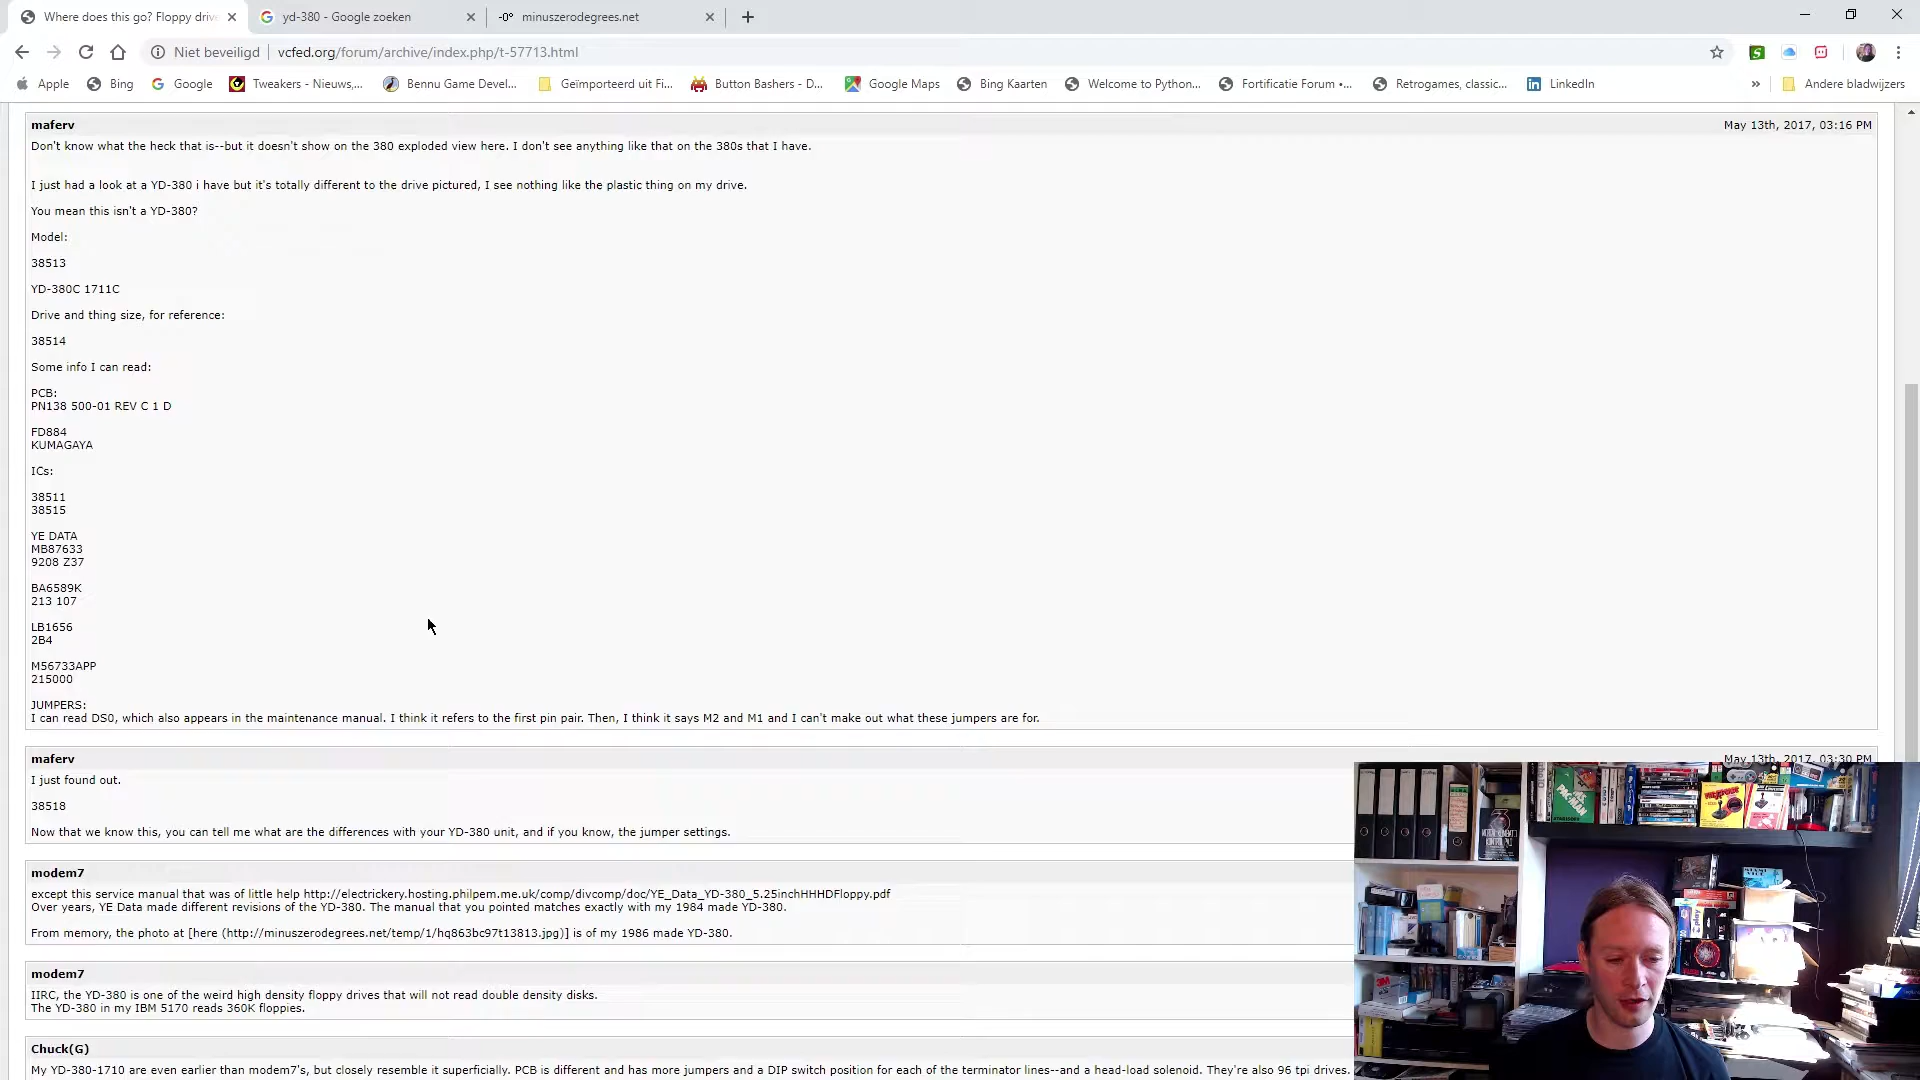 Where does this go? Floppy drive
yd-380 - Google zoeken
-0° minuszerodegrees.net
Niet beveiligd vcfed.org/forum/archive/index.php/t-57713.html
Apple Bing Google Tweakers - Nieuws,... Bennu Game Devel... Geïmporteerd uit Fi... Button Bashers - D... Google Maps Bing Kaarten Welcome to Python... Fortificatie Forum •... Retrogames, classic... LinkedIn » Andere bladwijzers
maferv May 13th, 2017, 03:16 PM
Don't know what the heck that is--but it doesn't show on the 380 exploded view here. I don't see anything like that on the 380s that I have.
I just had a look at a YD-380 i have but it's totally different to the drive pictured, I see nothing like the plastic thing on my drive.
You mean this isn't a YD-380?
Model:
38513
YD-380C 1711C
Drive and thing size, for reference:
38514
Some info I can read:
PCB:
PN138 500-01 REV C 1 D
FD884
KUMAGAYA
ICs:
38511
38515
YE DATA
MB87633
9208 Z37
BA6589K
213 107
LB1656
2B4
M56733APP
215000
JUMPERS:
I can read DS0, which also appears in the maintenance manual. I think it refers to the first pin pair. Then, I think it says M2 and M1 and I can't make out what these jumpers are for.
maferv May 13th, 2017, 03:30 PM
I just found out.
38518
Now that we know this, you can tell me what are the differences with your YD-380 unit, and if you know, the jumper settings.
modem7
except this service manual that was of little help http://electrickery.hosting.philpem.me.uk/comp/divcomp/doc/YE_Data_YD-380_5.25inchHHHDFloppy.pdf
Over years, YE Data made different revisions of the YD-380. The manual that you pointed matches exactly with my 1984 made YD-380.
From memory, the photo at [here (http://minuszerodegrees.net/temp/1/hq863bc97t13813.jpg)] is of my 1986 made YD-380.
modem7
IIRC, the YD-380 is one of the weird high density floppy drives that will not read double density disks.
The YD-380 in my IBM 5170 reads 360K floppies.
Chuck(G)
My YD-380-1710 are even earlier than modem7's, but closely resemble it superficially. PCB is different and has more jumpers and a DIP switch position for each of the terminator lines--and a head-load solenoid. They're also 96 tpi drives.
PAC-MAN